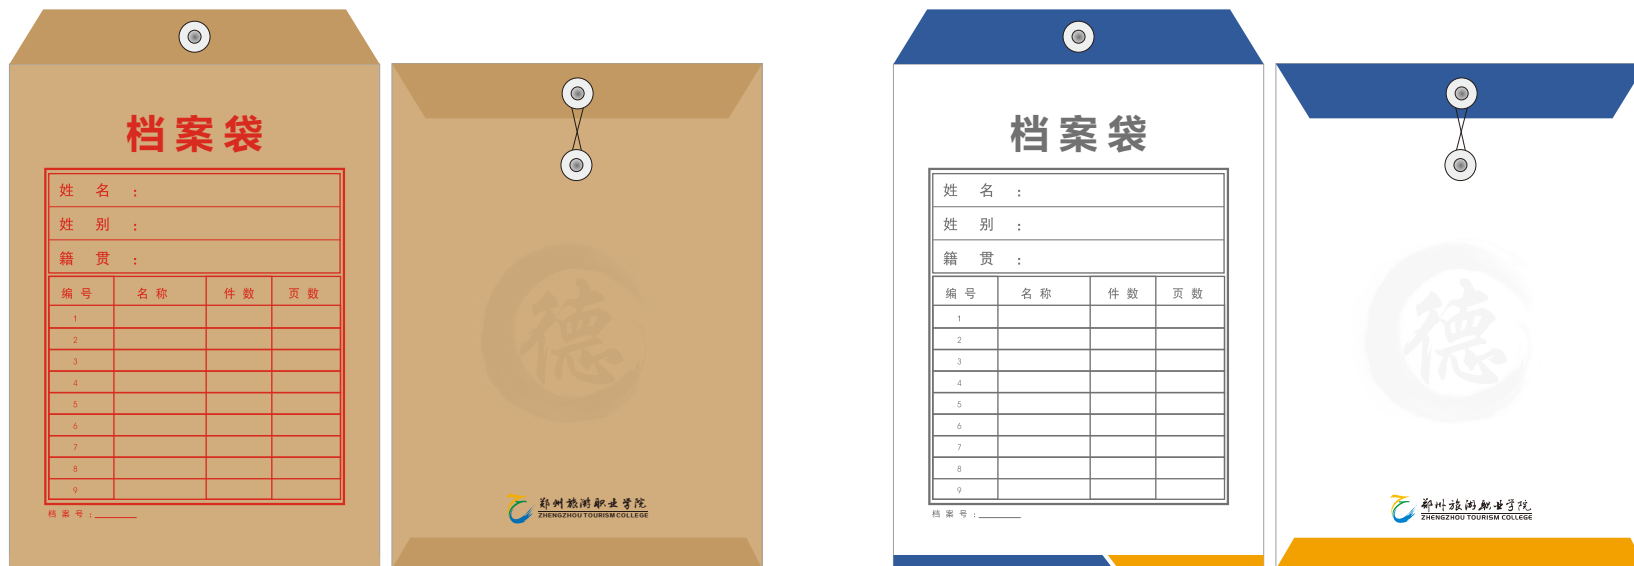 档案袋
姓 名 :
姓 别 :
籍 贯 :
编号 名称 件数 页数
1
2
3
4
5
6
7
8
9
档案号:
德
郑州旅游职业学院
ZHENGZHOU TOURISM COLLEGE
档案袋
姓 名 :
姓 别 :
籍 贯 :
编号 名称 件数 页数
1
2
3
4
5
6
7
8
9
档案号:
德
郑州旅游职业学院
ZHENGZHOU TOURISM COLLEGE